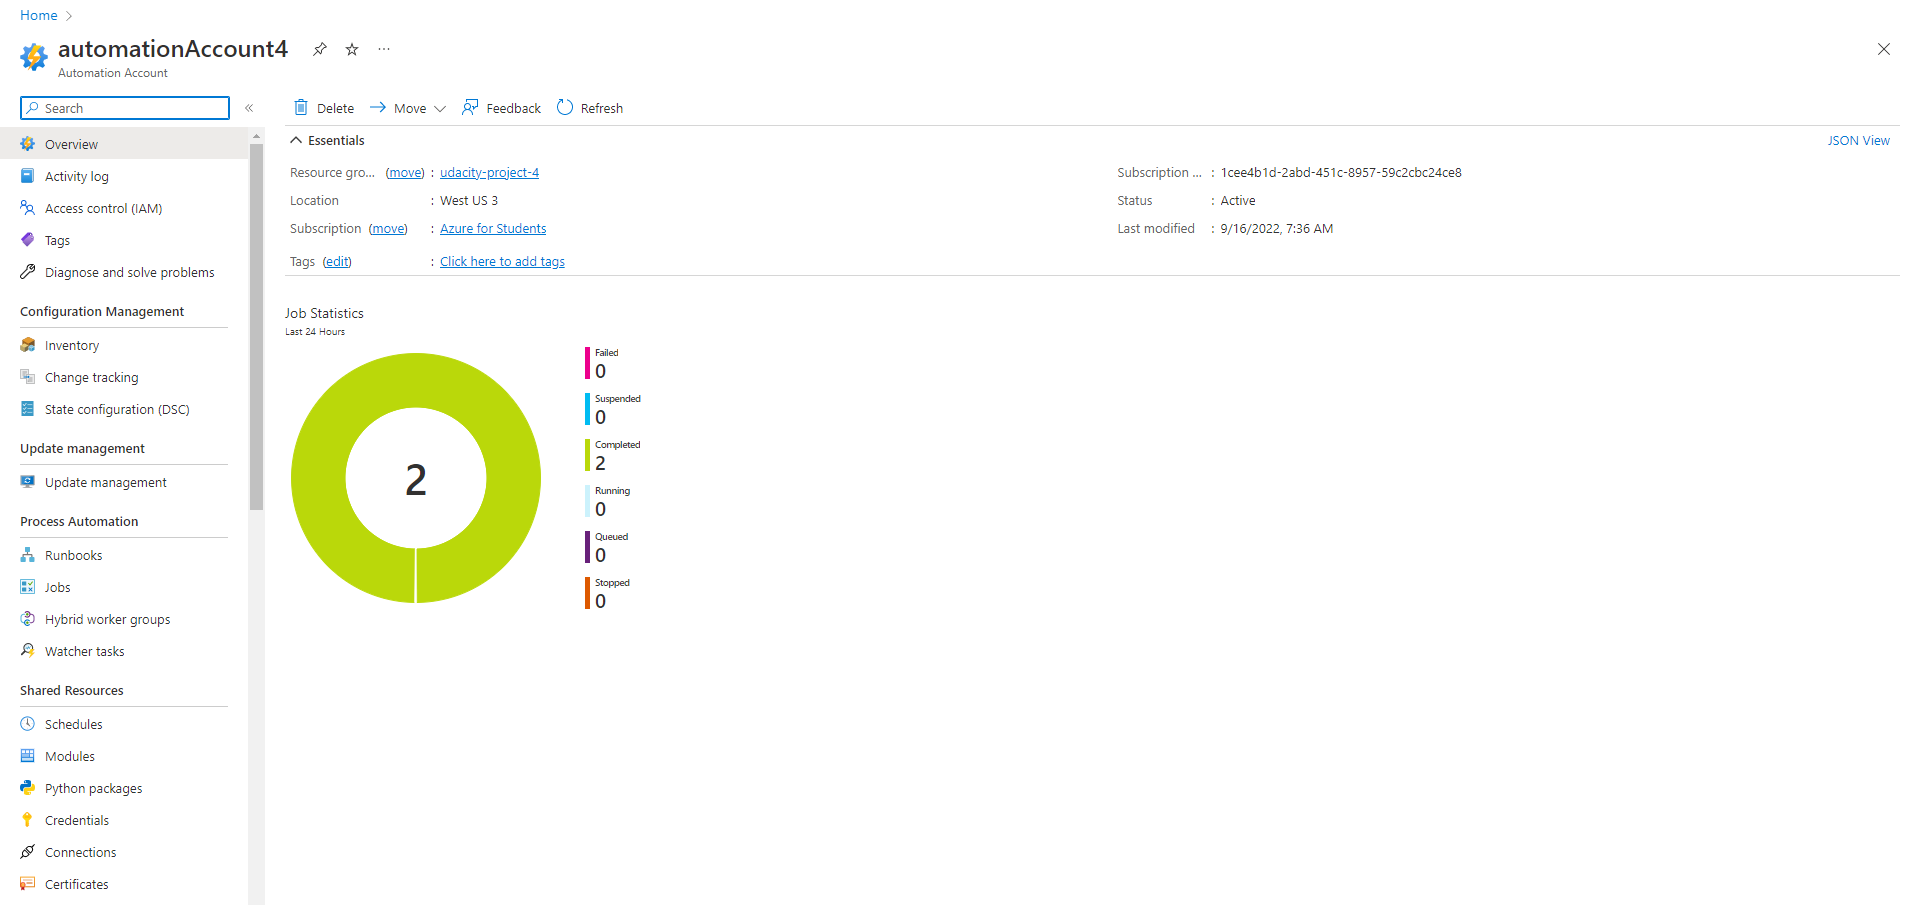 Home
automationAccount4
Automation Account
Search
Delete Move Feedback Refresh
Overview
Activity log
Access control (IAM)
Tags
Diagnose and solve problems
Configuration Management
Inventory
Change tracking
State configuration (DSC)
Update management
Update management
Process Automation
Runbooks
Jobs
Hybrid worker groups
Watcher tasks
Shared Resources
Schedules
Modules
Python packages
Credentials
Connections
Certificates
Essentials
JSON View
Resource gro... (move) : udacity-project-4
Location : West US 3
Subscription (move) : Azure for Students
Tags (edit) : Click here to add tags
Subscription ... : 1cee4b1d-2abd-451c-8957-59c2cbc24ce8
Status : Active
Last modified : 9/16/2022, 7:36 AM
Job Statistics
Last 24 Hours
2
Failed
0
Suspended
0
Completed
2
Running
0
Queued
0
Stopped
0